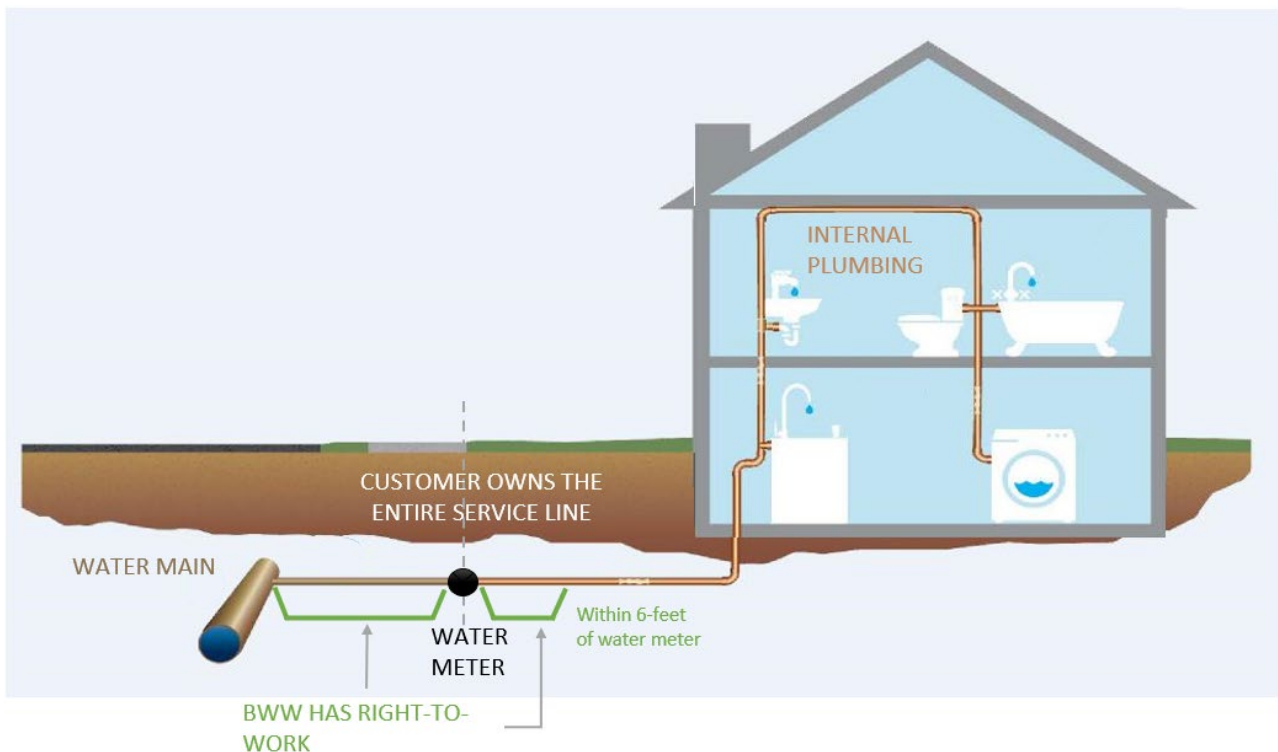 INTERNAL
PLUMBING
CUSTOMER OWNS THE
ENTIRE SERVICE LINE
WATER MAIN
WATER
METER
Within 6-feet
of water meter
BWW HAS RIGHT-TO-
WORK